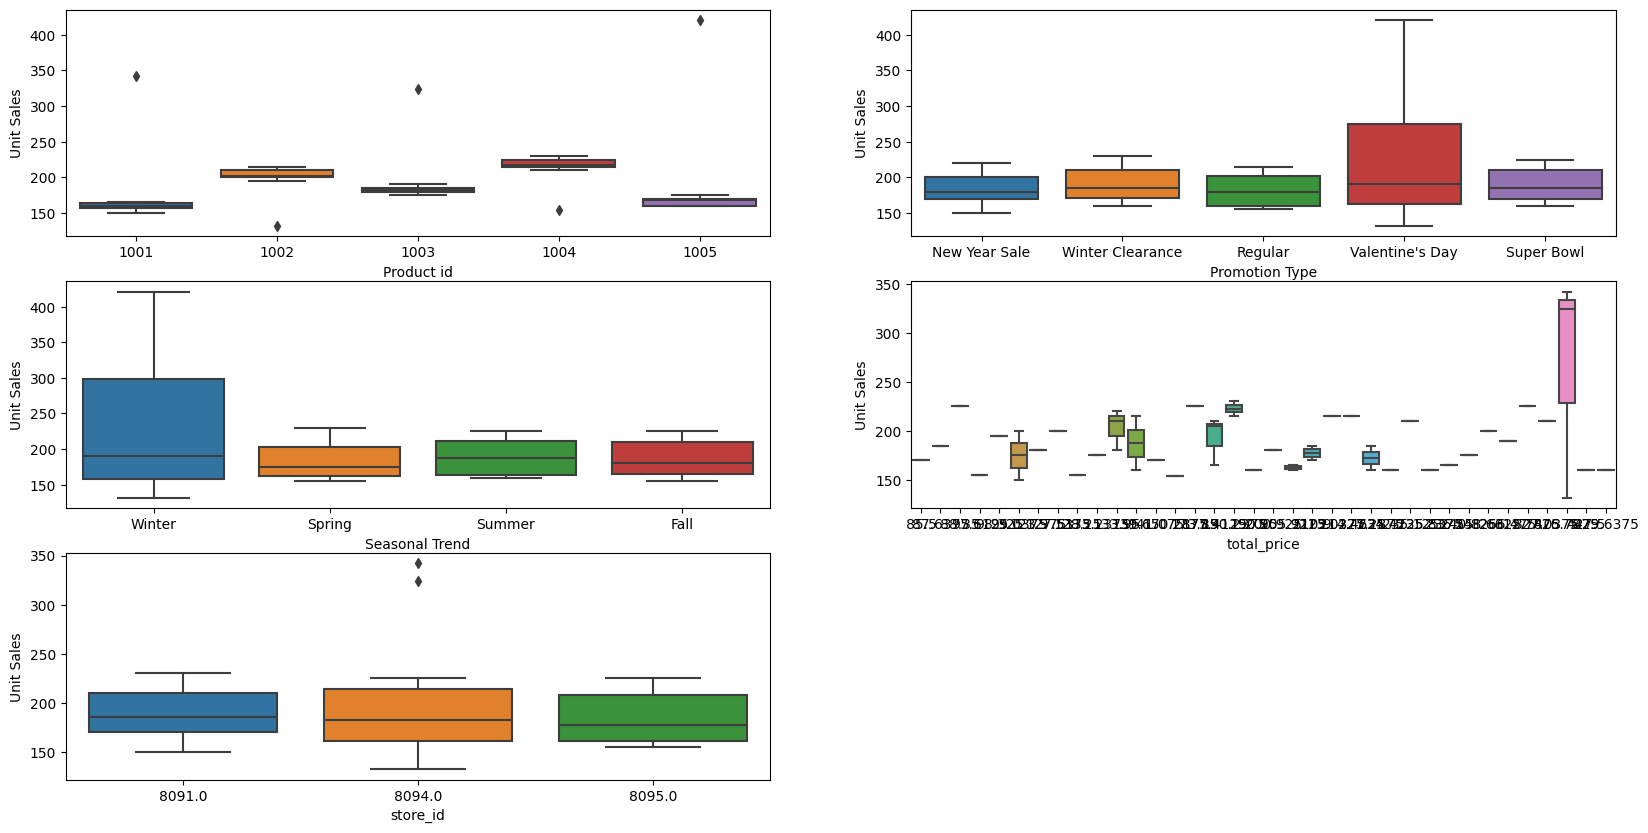 400
350
300
250
200
150
Unit Sales
1001 1002 1003 1004 1005
Product id
400
350
300
250
200
150
Unit Sales
New Year Sale Winter Clearance Regular Valentine's Day Super Bowl
Promotion Type
400
350
300
250
200
150
Unit Sales
Winter Spring Summer Fall
Seasonal Trend
350
300
250
200
150
Unit Sales
total_price
350
300
250
200
150
Unit Sales
8091.0 8094.0 8095.0
store_id